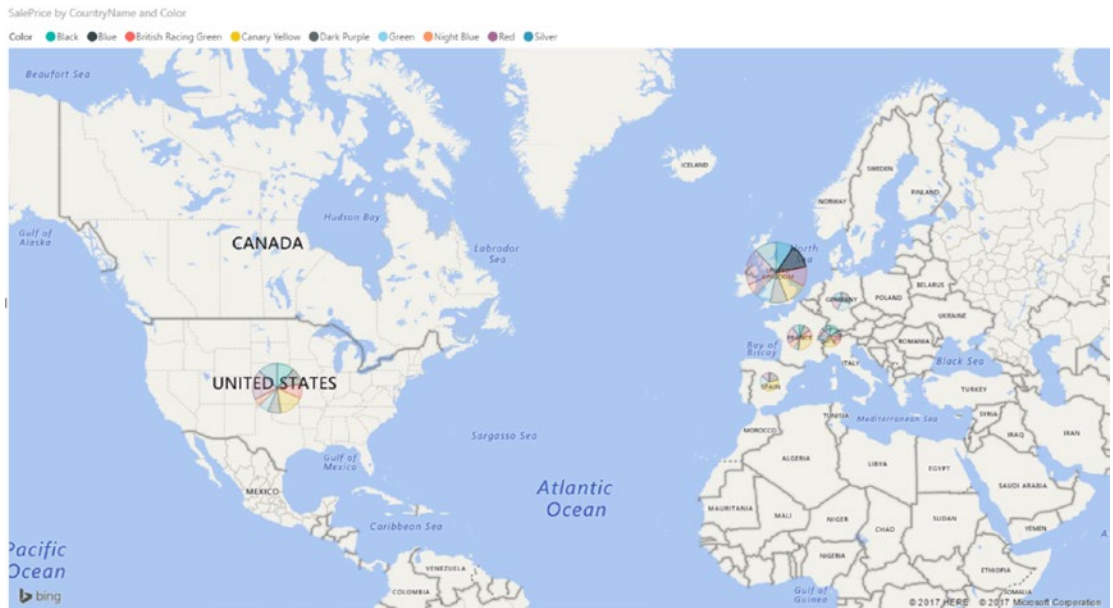 SalePrice by CountryName and Color
Color Black Blue British Racing Green Canary Yellow Dark Purple Green Night Blue Red Silver
Beaufort Sea
ICELAND
SWEDEN
FINLAND
NORWAY
Hudson Bay
Gulf of
Alaska
CANADA
Labrador
Sea
North
Sea
KINGDOM
BELARUS
GERMANY
POLAND
UKRAINE
FRANCE
ROMANIA
Bay of
Biscay
ITALY
Black Sea
UNITED STATES
SPAIN
TURKEY
TUNISIA
Mediterranean Sea
SYRIA
MOROCCO
IRAQ
IRAN
Sargasso Sea
Gulf of
Mexico
ALGERIA
LIBYA
EGYPT
MEXICO
SAUDI ARABIA
Atlantic
Ocean
MAURITANIA
MALI
NIGER
SUDAN
Caribbean Sea
CHAD
YEMEN
Pacific
Ocean
NIGERIA
VENEZUELA
ETHIOPIA
COLOMBIA
Gulf of
Guinea
SOMALIA
bing
© 2017 HERE © 2017 Microsoft Corporation